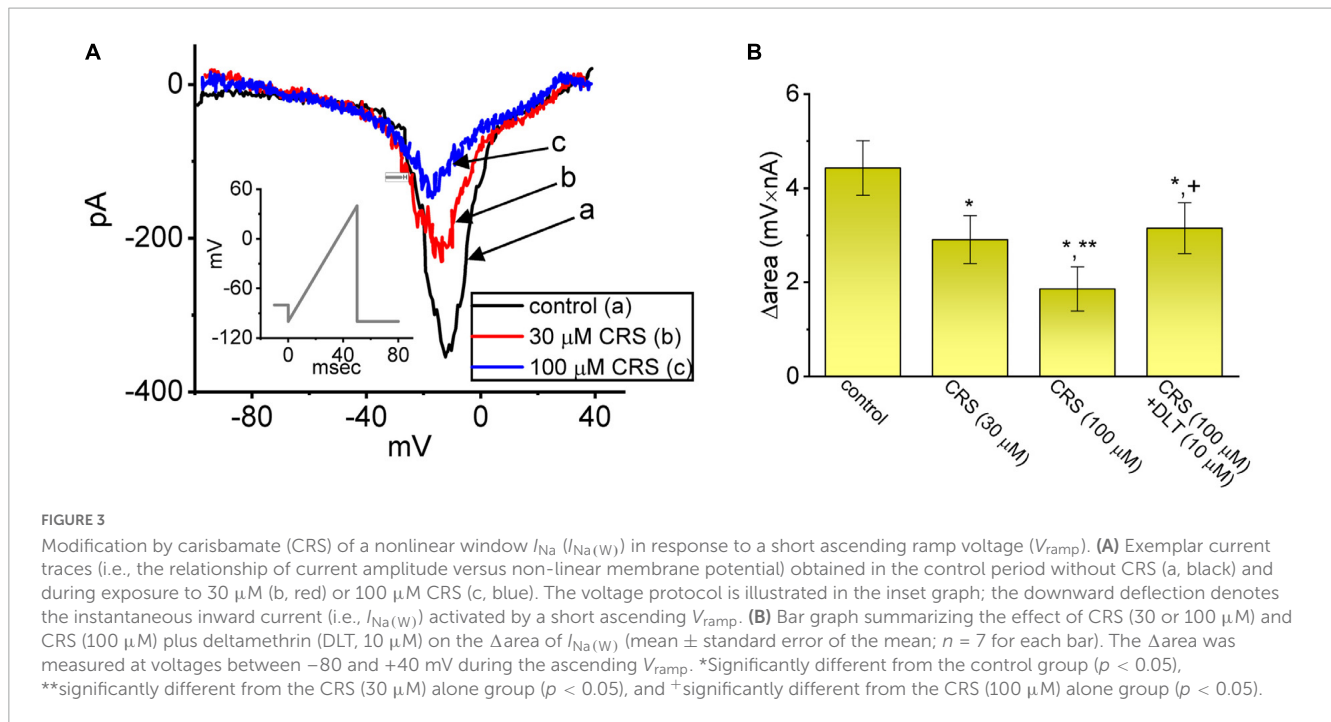 A
0
-200
-400
pA
-80
-40
0
40
mV
60
0
-60
-120
mV
0
40
80
msec
c
b
a
control (a)
30 μM CRS (b)
100 μM CRS (c)
B
6
4
2
0
Δarea (mV×nA)
*
*,**
*,+
control
CRS (30 μM)
CRS (100 μM)
CRS (100 μM)
+DLT (10 μM)
FIGURE 3
Modification by carisbamate (CRS) of a nonlinear window INa (INa(W)) in response to a short ascending ramp voltage (Vramp). (A) Exemplar current
traces (i.e., the relationship of current amplitude versus non-linear membrane potential) obtained in the control period without CRS (a, black) and
during exposure to 30 μM (b, red) or 100 μM CRS (c, blue). The voltage protocol is illustrated in the inset graph; the downward deflection denotes
the instantaneous inward current (i.e., INa(W)) activated by a short ascending Vramp. (B) Bar graph summarizing the effect of CRS (30 or 100 μM) and
CRS (100 μM) plus deltamethrin (DLT, 10 μM) on the Δarea of INa(W) (mean ± standard error of the mean; n = 7 for each bar). The Δarea was
measured at voltages between −80 and +40 mV during the ascending Vramp. *Significantly different from the control group (p < 0.05),
**significantly different from the CRS (30 μM) alone group (p < 0.05), and +significantly different from the CRS (100 μM) alone group (p < 0.05).